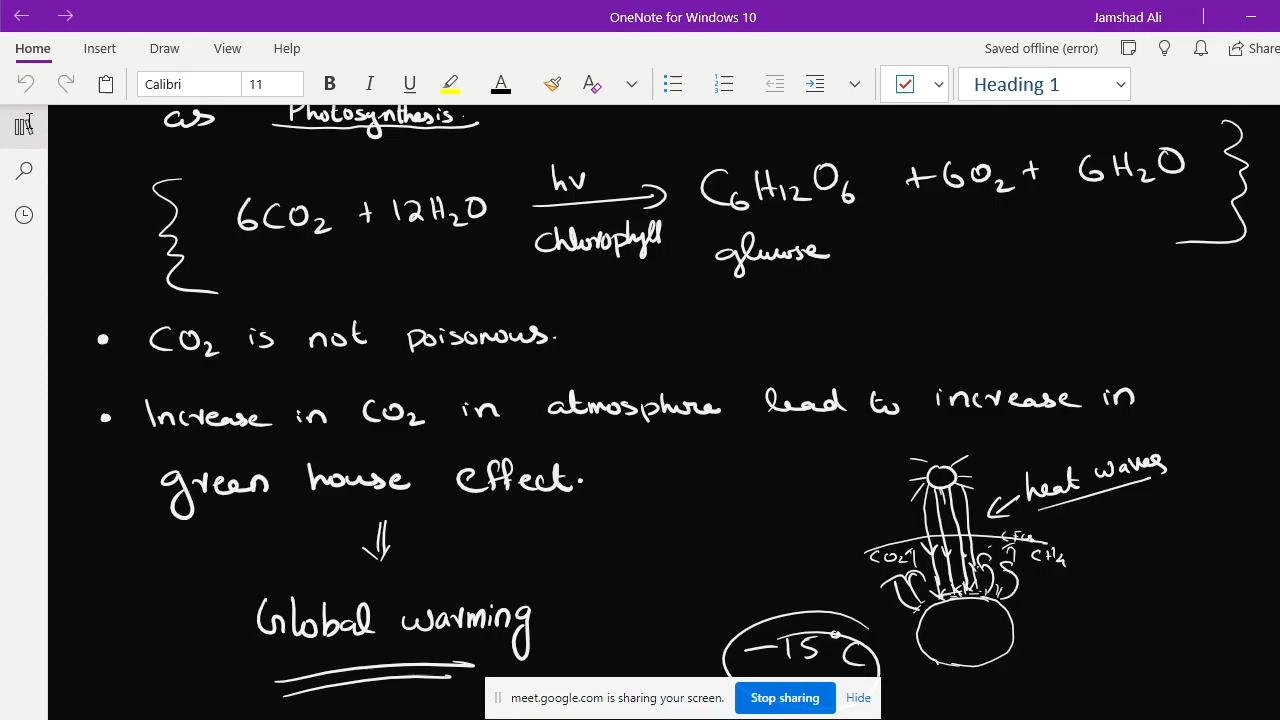 OneNote for Windows 10
Jamshad Ali
Home Insert Draw View Help
Saved offline (error)
Share
Calibri 11 B I U A A Heading 1
as Photosynthesis.
6CO2 + 12H2O hν chlorophyll C6H12O6 + 6O2 + 6H2O
glucose
• CO2 is not poisonous.
• Increase in CO2 in atmosphere lead to increase in
green house effect.
heat waves
CO2 CFCs CH4
Global warming
-15°C
meet.google.com is sharing your screen. Stop sharing Hide